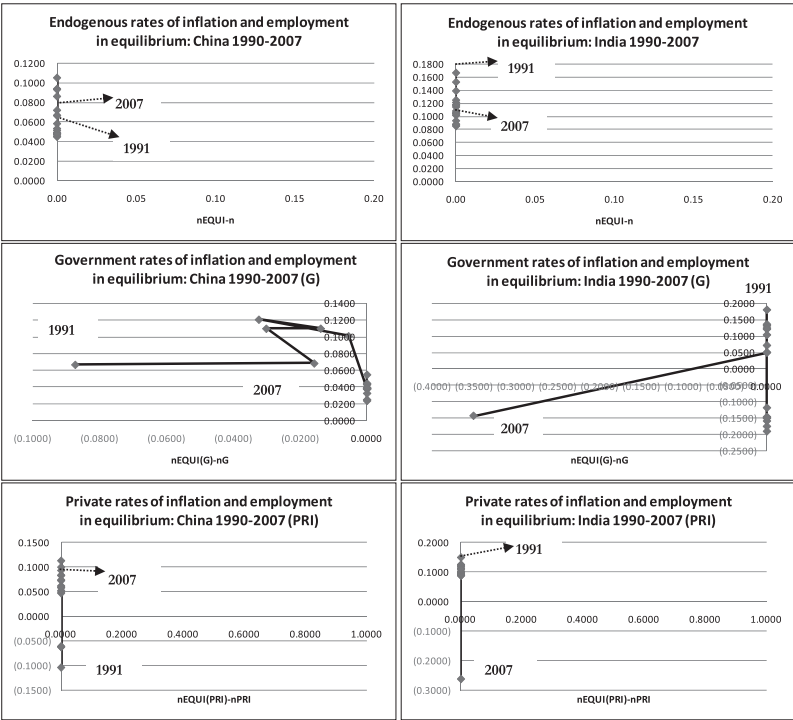 Endogenous rates of inflation and employment
in equilibrium: China 1990-2007
0.1200
0.1000
0.0800
0.0600
0.0400
0.0200
0.0000
2007
1991
0.00 0.05 0.10 0.15 0.20
nEQUI-n
Endogenous rates of inflation and employment
in equilibrium: India 1990-2007
0.1800
0.1600
0.1400
0.1200
0.1000
0.0800
0.0600
0.0400
0.0200
0.0000
1991
2007
0.00 0.05 0.10 0.15 0.20
nEQUI-n
Government rates of inflation and employment
in equilibrium: China 1990-2007 (G)
0.1400
0.1200
0.1000
0.0800
0.0600
0.0400
0.0200
0.0000
1991
2007
(0.1000) (0.0800) (0.0600) (0.0400) (0.0200) 0.0000
nEQUI(G)-nG
Government rates of inflation and employment
in equilibrium: India 1990-2007 (G)
1991
0.2000
0.1500
0.1000
0.0500
0.0000
(0.4000) (0.3500) (0.3000) (0.2500) (0.2000) (0.1500) (0.1000) 0.0000
(0.1000)
(0.1500)
(0.2000)
(0.2500)
2007
nEQUI(G)-nG
Private rates of inflation and employment
in equilibrium: China 1990-2007 (PRI)
0.1500
0.1000
0.0500
0.0000
(0.0500)
(0.1000)
(0.1500)
2007
1991
0.0000 0.2000 0.4000 0.6000 0.8000 1.0000
nEQUI(PRI)-nPRI
Private rates of inflation and employment
in equilibrium: India 1990-2007 (PRI)
0.2000
0.1000
0.0000
(0.1000)
(0.2000)
(0.3000)
1991
2007
0.0000 0.2000 0.4000 0.6000 0.8000 1.0000
nEQUI(PRI)-nPRI